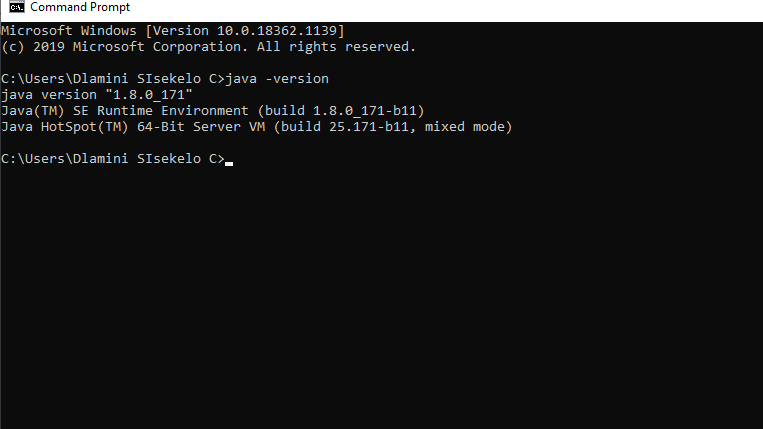 Command Prompt
Microsoft Windows [Version 10.0.18362.1139]
(c) 2019 Microsoft Corporation. All rights reserved.
C:\Users\Dlamini SIsekelo C>java -version
java version "1.8.0_171"
Java(TM) SE Runtime Environment (build 1.8.0_171-b11)
Java HotSpot(TM) 64-Bit Server VM (build 25.171-b11, mixed mode)
C:\Users\Dlamini SIsekelo C>